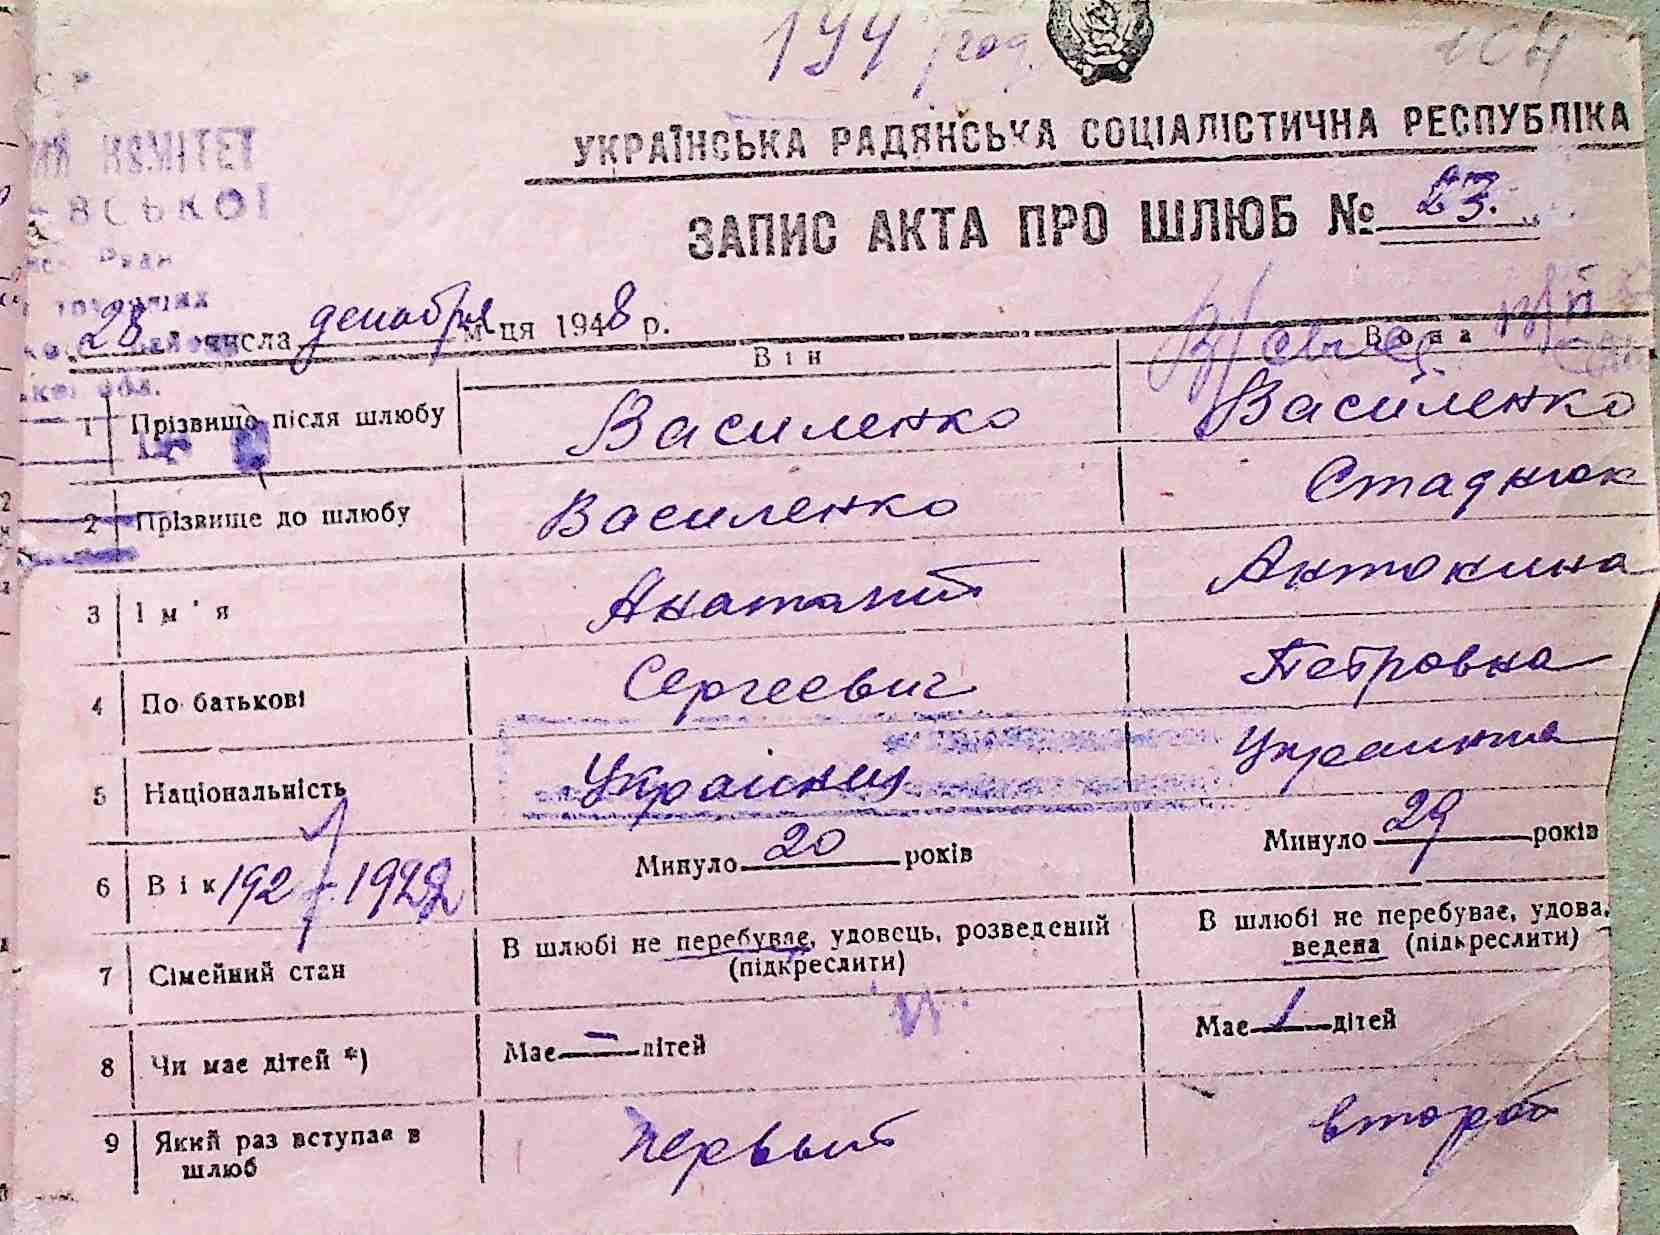 год
УКРАЇНСЬКА РАДЯНСЬКА СОЦІАЛІСТИЧНА РЕСПУБЛІКА
КОМІТЕТ
ВСЬКОЇ
ЗАПИС АКТА ПРО ШЛЮБ № 23.
28 числа декабря м-ця 1948 р.
обл.
Він Вона
1 Прізвище після шлюбу Василенко Василенко
2 Прізвище до шлюбу Василенко Стаднюк
3 Ім'я Анатолий Антонина
4 По батькові Сергеевич Петровна
5 Національність Украинец Украинка
6 Вік Минуло 20 років Минуло 29 років
7 Сімейний стан В шлюбі не перебуває, удовець, розведений (підкреслити) В шлюбі не перебуває, удова, ведена (підкреслити)
8 Чи має дітей *) Має — дітей Має 1 дітей
9 Який раз вступає в шлюб первый второй